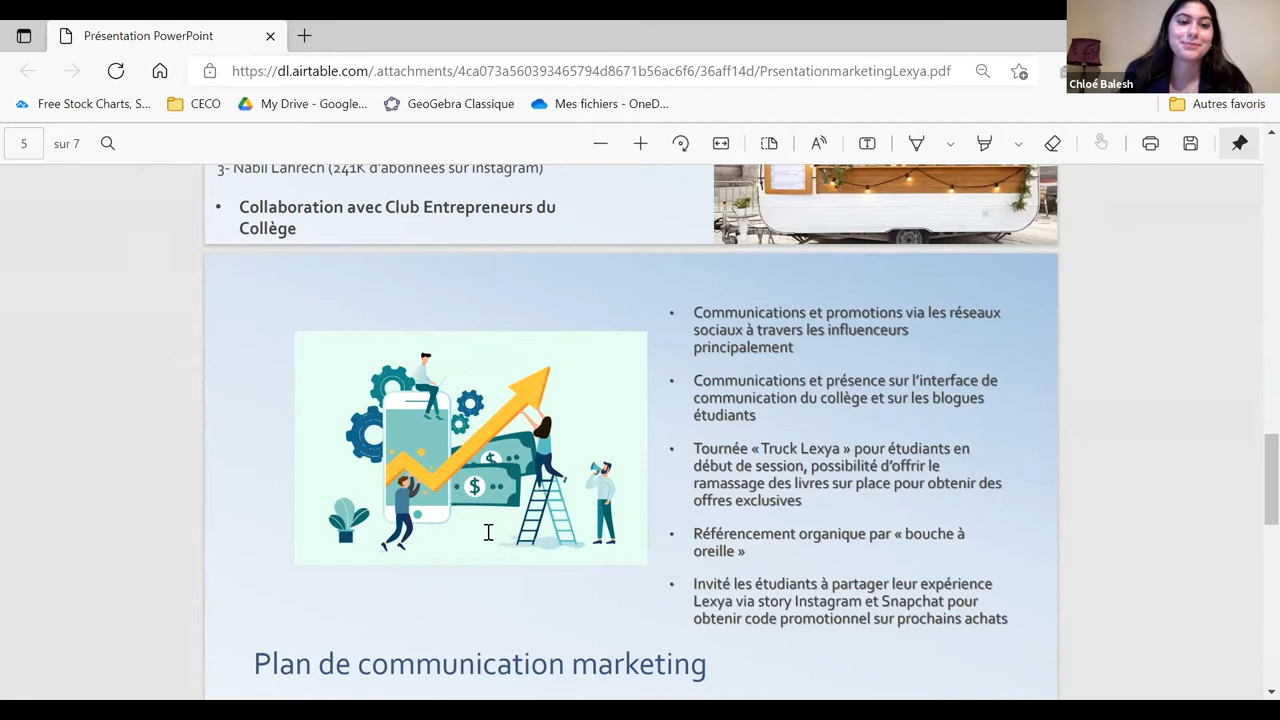 Présentation PowerPoint
https://dl.airtable.com/.attachments/4ca073a560393465794d8671b56ac6f6/36aff14d/PrsentationmarketingLexya.pdf
Chloé Balesh
Free Stock Charts, S...
CECO
My Drive - Google...
GeoGebra Classique
Mes fichiers - OneD...
Autres favoris
5
sur 7
3- Nabil Lahrech (241K d'abonnées sur instagram)
• Collaboration avec Club Entrepreneurs du
Collège
• Communications et promotions via les réseaux
sociaux à travers les influenceurs
principalement
• Communications et présence sur l'interface de
communication du collège et sur les blogues
étudiants
• Tournée « Truck Lexya » pour étudiants en
début de session, possibilité d'offrir le
ramassage des livres sur place pour obtenir des
offres exclusives
• Référencement organique par « bouche à
oreille »
• Invité les étudiants à partager leur expérience
Lexya via story Instagram et Snapchat pour
obtenir code promotionnel sur prochains achats
Plan de communication marketing